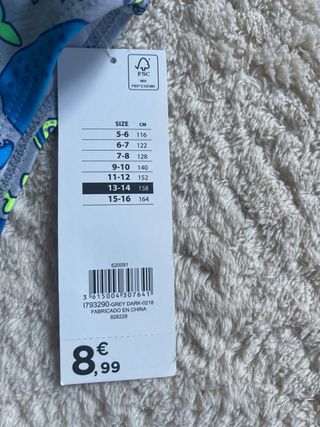 FSC
MIX
SIZE CM
5-6 116
6-7 122
7-8 128
9-10 140
11-12 152
13-14 158
15-16 164
620091
3 615004 307641
I793290-GREY DARK-0218
FABRICADO EN CHINA
826228
8€,99